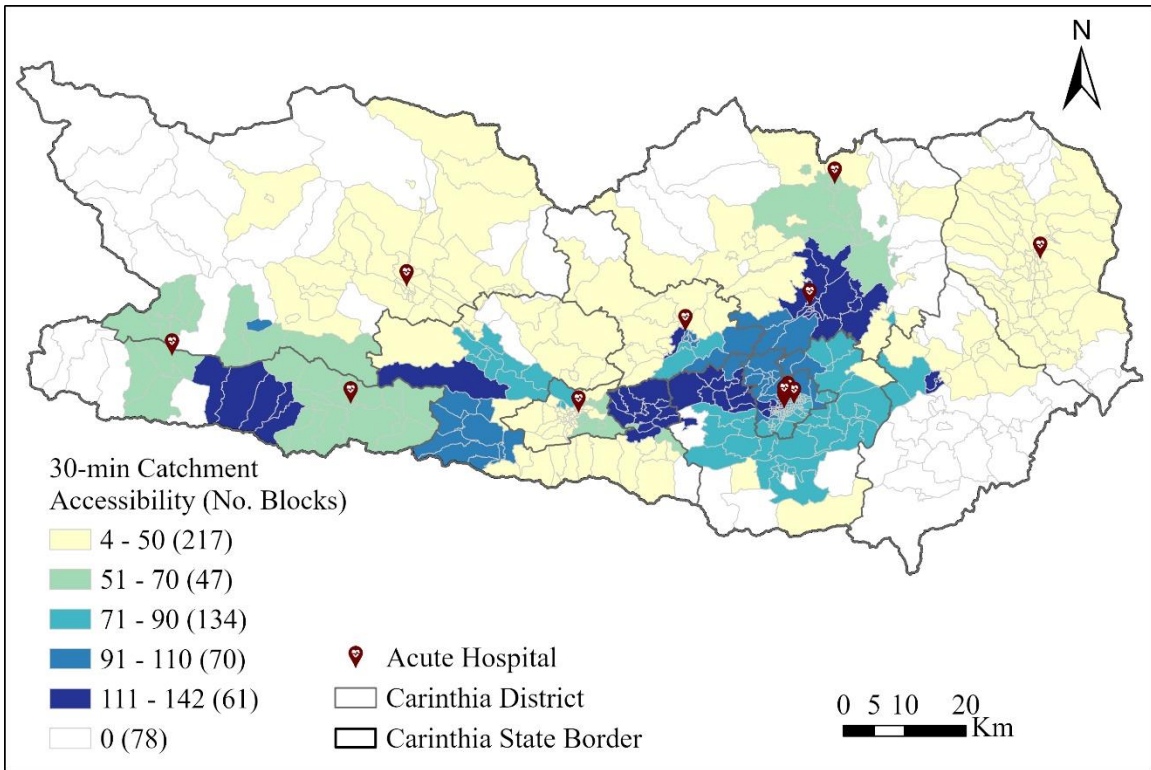 N
30-min Catchment
Accessibility (No. Blocks)
4 - 50 (217)
51 - 70 (47)
71 - 90 (134)
91 - 110 (70)
111 - 142 (61)
0 (78)
Acute Hospital
Carinthia District
Carinthia State Border
0 5 10 20
Km